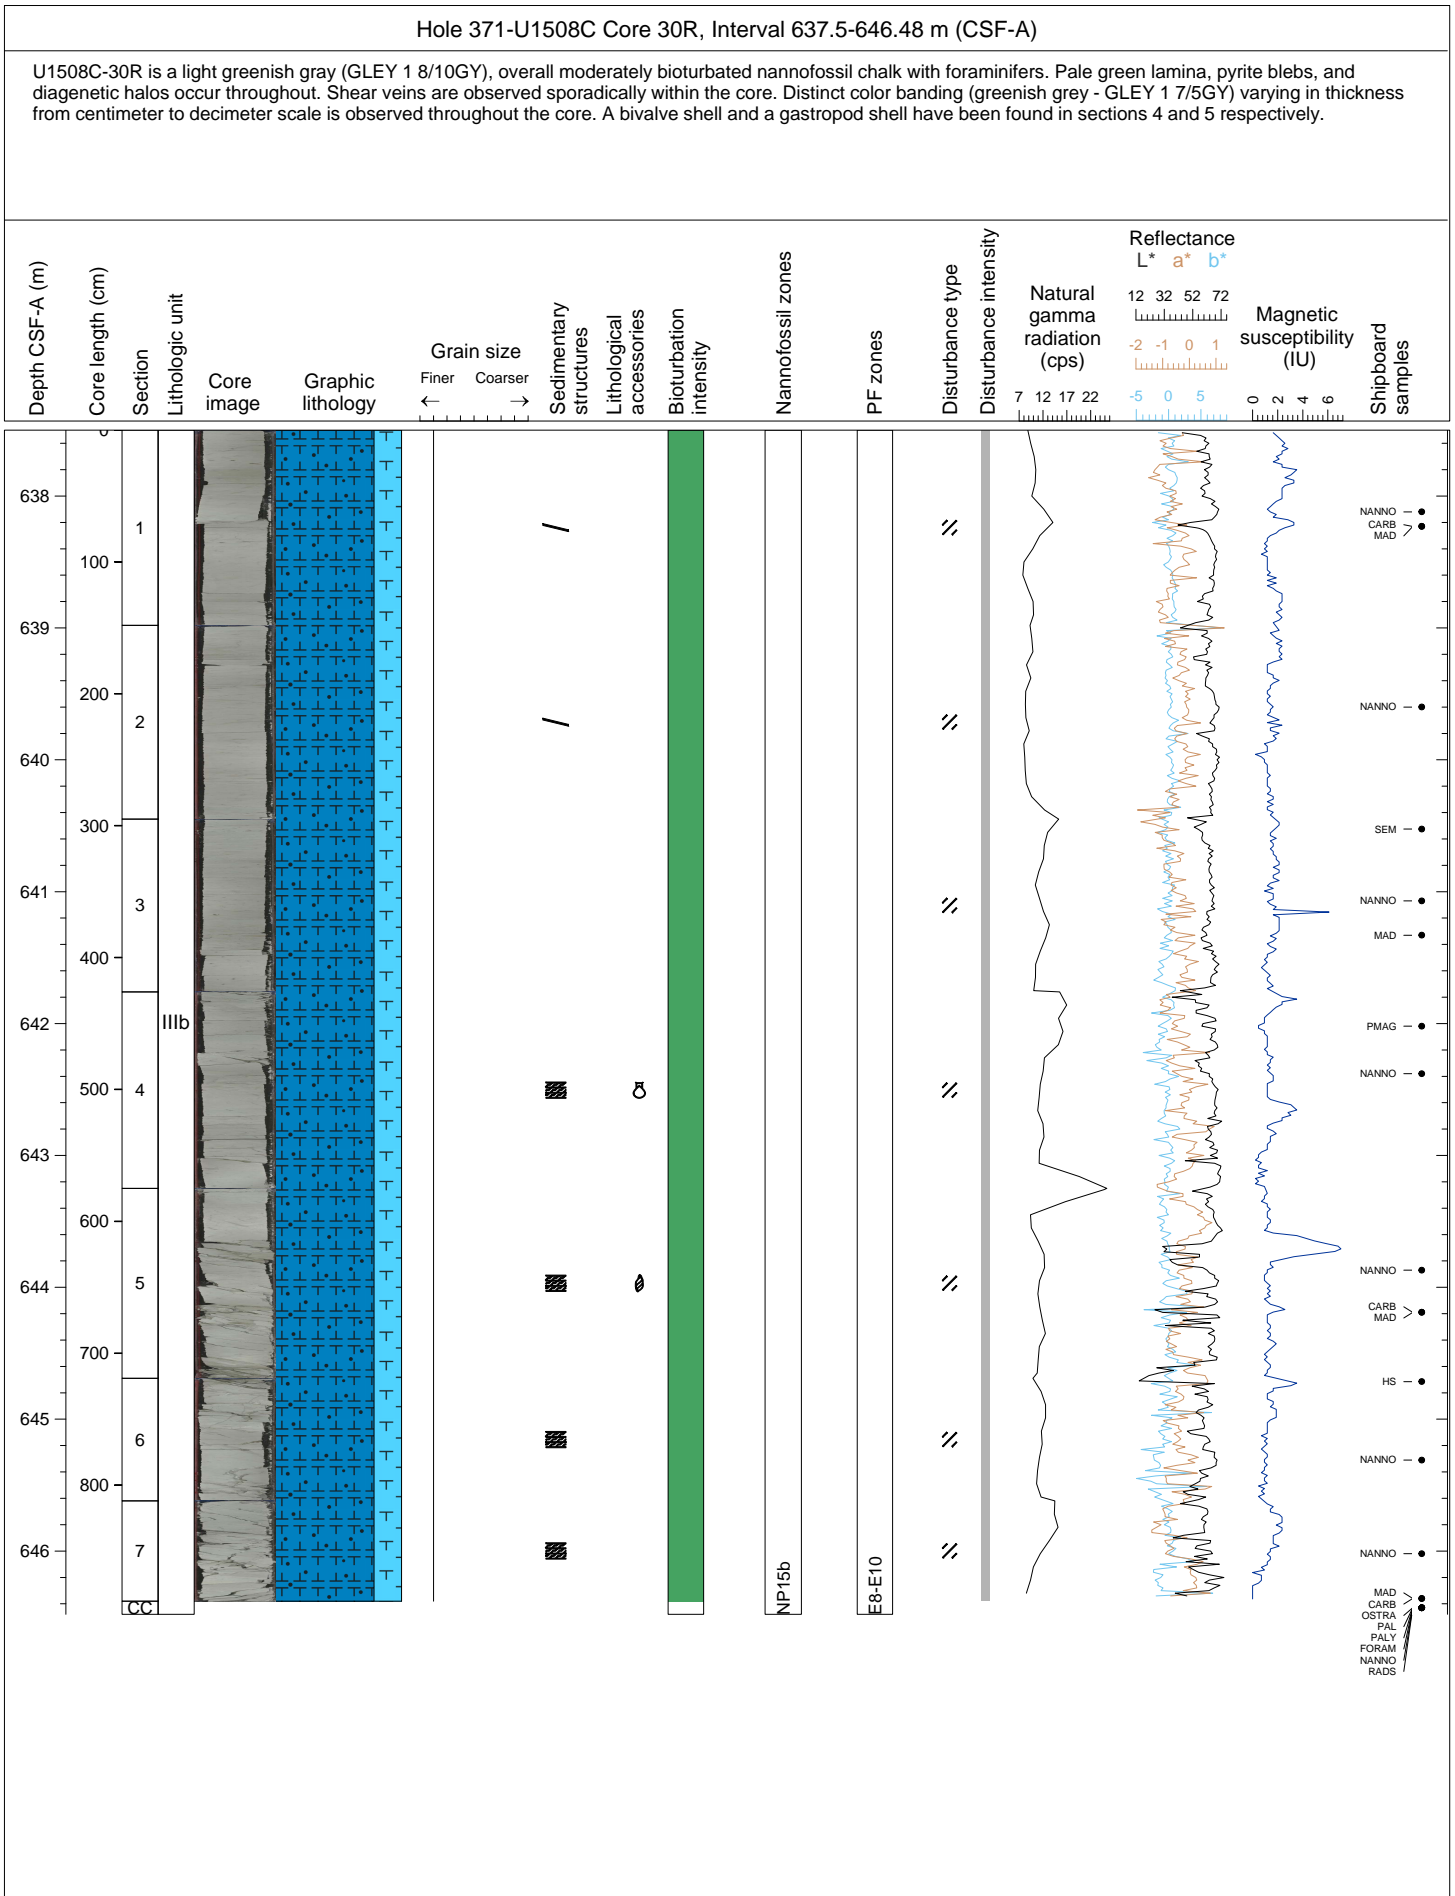 Hole 371-U1508C Core 30R, Interval 637.5-646.48 m (CSF-A)
U1508C-30R is a light greenish gray (GLEY 1 8/10GY), overall moderately bioturbated nannofossil chalk with foraminifers. Pale green lamina, pyrite blebs, and
diagenetic halos occur throughout. Shear veins are observed sporadically within the core. Distinct color banding (greenish grey - GLEY 1 7/5GY) varying in thickness
from centimeter to decimeter scale is observed throughout the core. A bivalve shell and a gastropod shell have been found in sections 4 and 5 respectively.
Depth CSF-A (m)
Core length (cm)
Section
Lithologic unit
Core
image
Graphic
lithology
Grain size
Finer Coarser
← →
Sedimentary
structures
Lithological
accessories
Bioturbation
intensity
Nannofossil zones
PF zones
Disturbance type
Disturbance intensity
Natural
gamma
radiation
(cps)
7 12 17 22
Reflectance
L* a* b*
12 32 52 72
-2 -1 0 1
-5 0 5
Magnetic
susceptibility
(IU)
0 2 4 6
Shipboard
samples
0
638
1
NANNO
CARB
MAD
100
639
200
2
NANNO
640
300
SEM
641
3
NANNO
MAD
400
642
IIIb
PMAG
NANNO
500
4
643
600
644
5
NANNO
CARB
MAD
700
HS
645
6
NANNO
800
646
7
NANNO
NP15b
E8-E10
CC
MAD
CARB
OSTRA
PAL
PALY
FORAM
NANNO
RADS